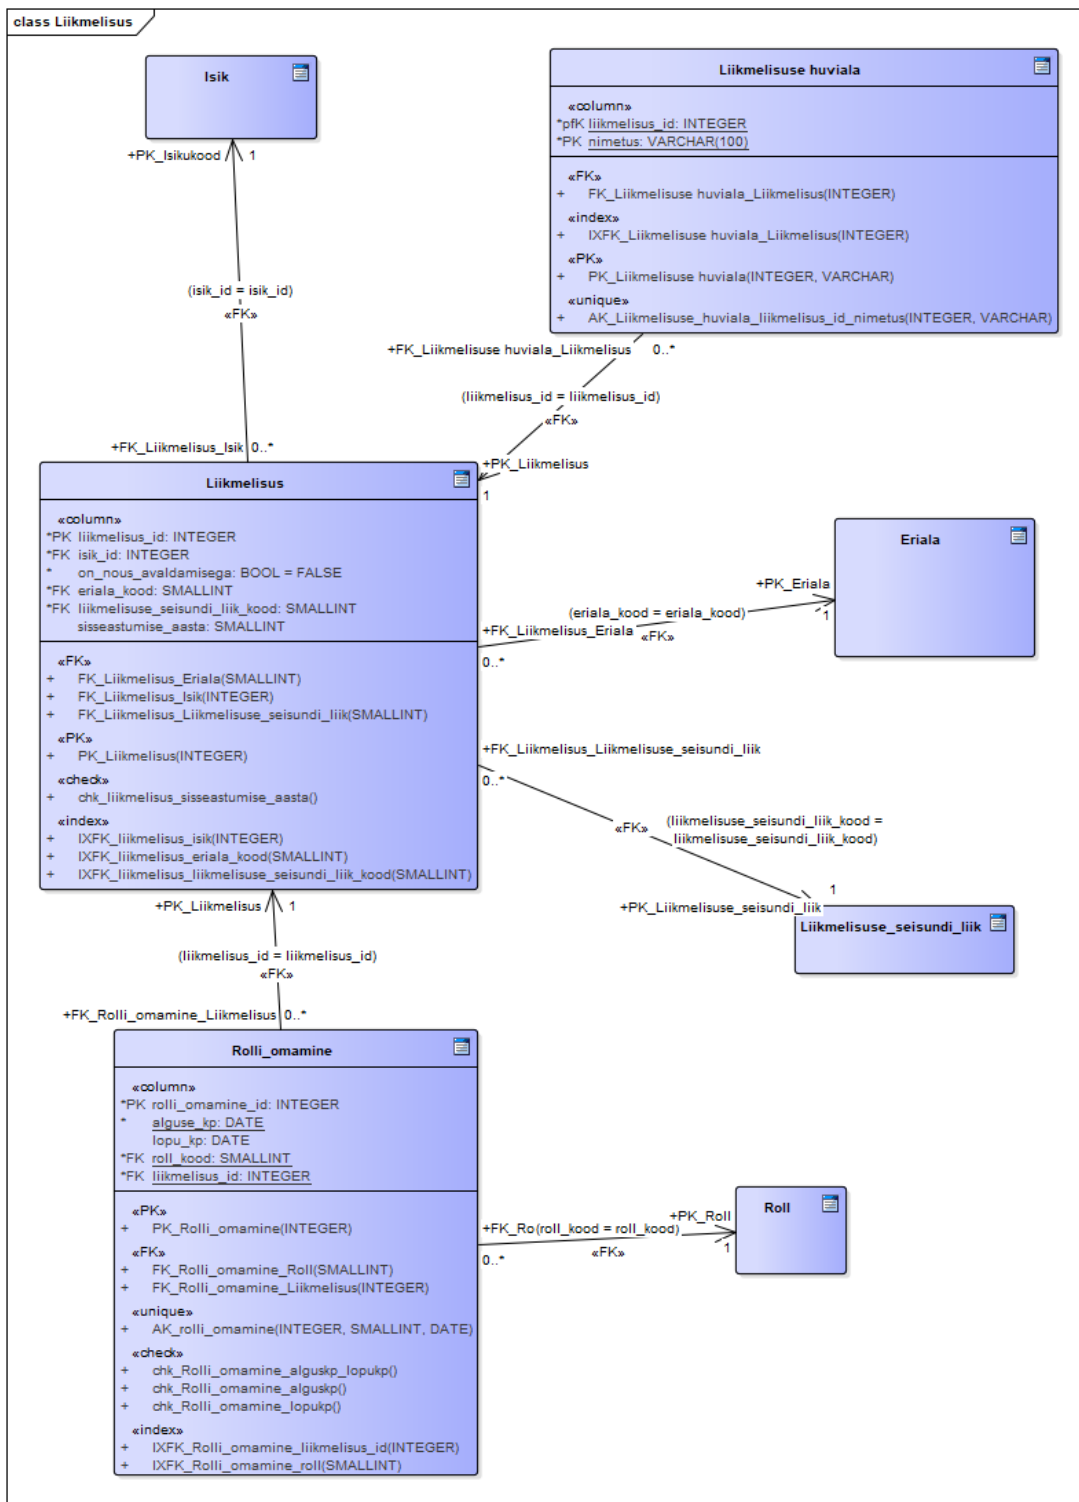 class Liikmelisus
Isik
+PK_Isikukood
1
(isik_id = isik_id)
«FK»
+FK_Liikmelisus_Isik
0..*
Liikmelisuse huviala
«column»
*pfK liikmelisus_id: INTEGER
*PK nimetus: VARCHAR(100)
«FK»
+ FK_Liikmelisuse huviala_Liikmelisus(INTEGER)
«index»
+ IXFK_Liikmelisuse huviala_Liikmelisus(INTEGER)
«PK»
+ PK_Liikmelisuse huviala(INTEGER, VARCHAR)
«unique»
+ AK_Liikmelisuse_huviala_liikmelisus_id_nimetus(INTEGER, VARCHAR)
+FK_Liikmelisuse huviala_Liikmelisus
0..*
(liikmelisus_id = liikmelisus_id)
«FK»
+PK_Liikmelisus
1
Liikmelisus
«column»
*PK liikmelisus_id: INTEGER
*FK isik_id: INTEGER
* on_nous_avaldamisega: BOOL = FALSE
*FK eriala_kood: SMALLINT
*FK liikmelisuse_seisundi_liik_kood: SMALLINT
sisseastumise_aasta: SMALLINT
«FK»
+ FK_Liikmelisus_Eriala(SMALLINT)
+ FK_Liikmelisus_Isik(INTEGER)
+ FK_Liikmelisus_Liikmelisuse_seisundi_liik(SMALLINT)
«PK»
+ PK_Liikmelisus(INTEGER)
«check»
+ chk_liikmelisus_sisseastumise_aasta()
«index»
+ IXFK_liikmelisus_isik(INTEGER)
+ IXFK_liikmelisus_eriala_kood(SMALLINT)
+ IXFK_liikmelisus_liikmelisuse_seisundi_liik_kood(SMALLINT)
Eriala
+PK_Eriala
1
(eriala_kood = eriala_kood)
«FK»
+FK_Liikmelisus_Eriala
0..*
+FK_Liikmelisus_Liikmelisuse_seisundi_liik
0..*
(liikmelisuse_seisundi_liik_kood =
liikmelisuse_seisundi_liik_kood)
«FK»
1
+PK_Liikmelisuse_seisundi_liik
Liikmelisuse_seisundi_liik
+PK_Liikmelisus
1
(liikmelisus_id = liikmelisus_id)
«FK»
+FK_Rolli_omamine_Liikmelisus
0..*
Rolli_omamine
«column»
*PK rolli_omamine_id: INTEGER
* alguse_kp: DATE
lopu_kp: DATE
*FK roll_kood: SMALLINT
*FK liikmelisus_id: INTEGER
«PK»
+ PK_Rolli_omamine(INTEGER)
«FK»
+ FK_Rolli_omamine_Roll(SMALLINT)
+ FK_Rolli_omamine_Liikmelisus(INTEGER)
«unique»
+ AK_rolli_omamine(INTEGER, SMALLINT, DATE)
«check»
+ chk_Rolli_omamine_alguskp_lopukp()
+ chk_Rolli_omamine_alguskp()
+ chk_Rolli_omamine_lopukp()
«index»
+ IXFK_Rolli_omamine_liikmelisus_id(INTEGER)
+ IXFK_Rolli_omamine_roll(SMALLINT)
+PK_Roll
+FK_Ro(roll_kood = roll_kood)
0..*
«FK»
1
Roll